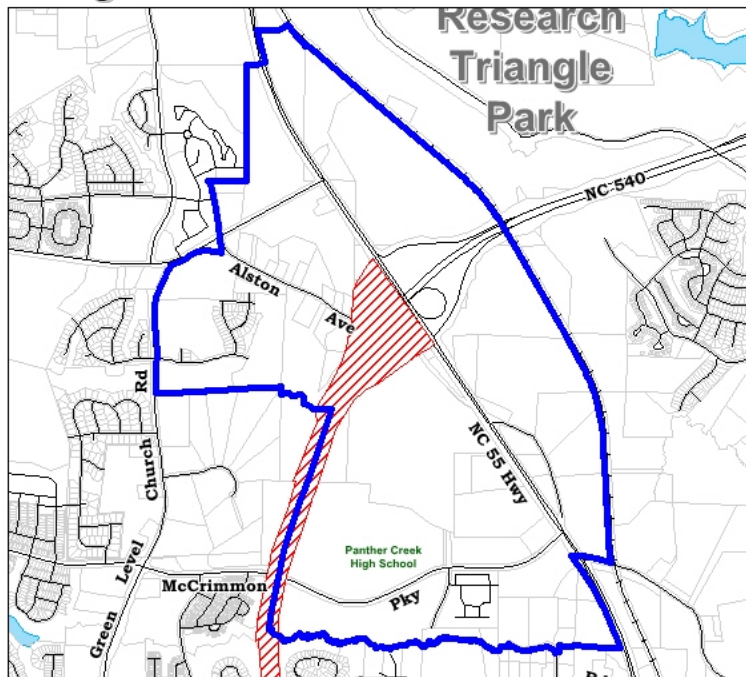 Research
Triangle
Park
NC 540
Alston
Ave
Rd
Church
Level
Green
NC 55 Hwy
Panther Creek
High School
McCrimmon
Pky